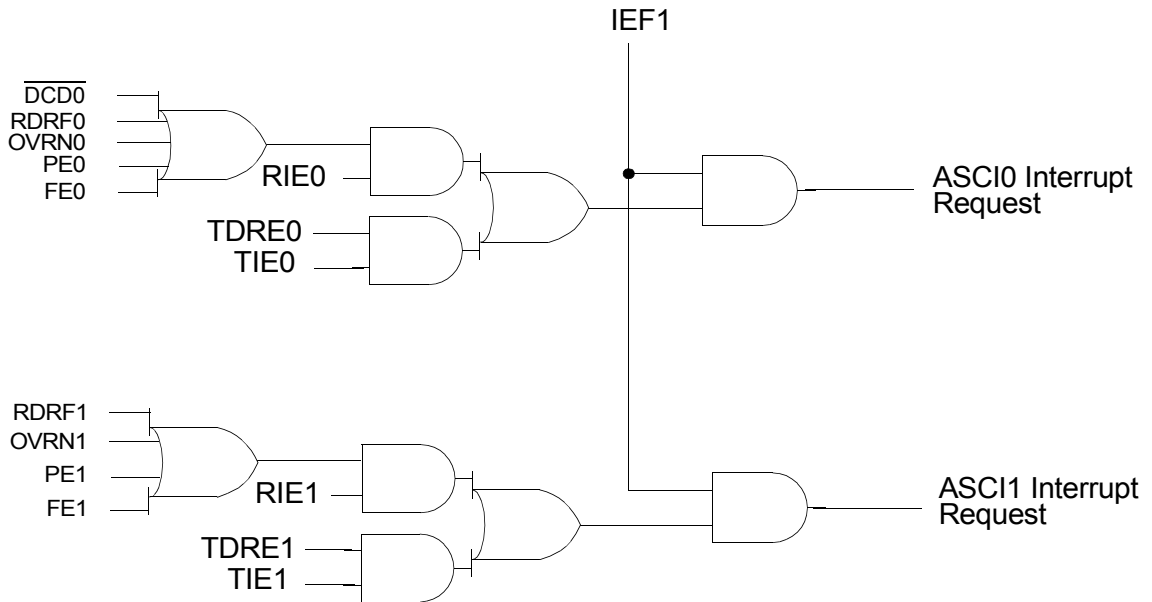 IEF1
DCD0
RDRF0
OVRN0
PE0
FE0
RIE0
TDRE0
TIE0
ASCI0 Interrupt
Request
RDRF1
OVRN1
PE1
FE1
RIE1
TDRE1
TIE1
ASCI1 Interrupt
Request